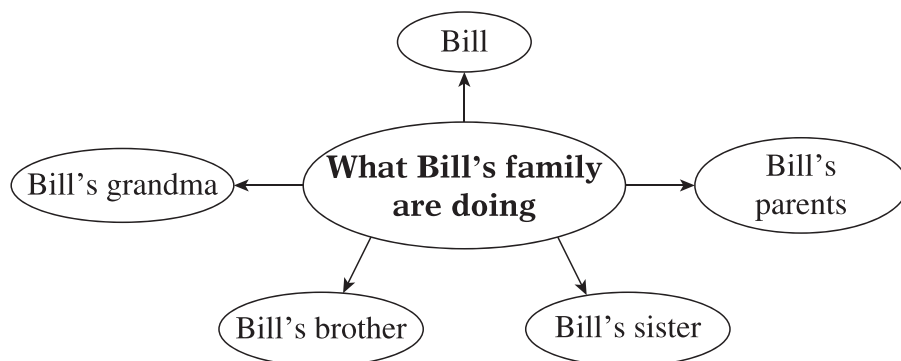 Bill
Bill's grandma
What Bill's family
are doing
Bill's
parents
Bill's brother
Bill's sister